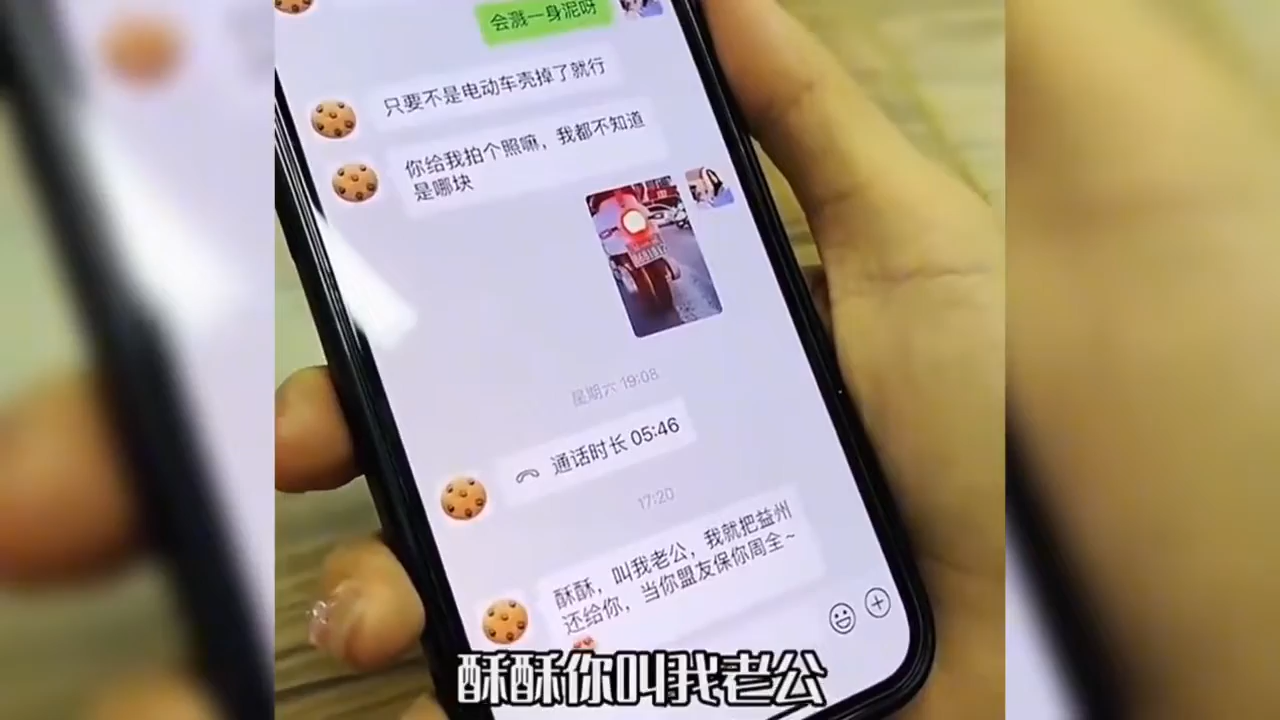 会溅一身泥呀
只要不是电动车壳掉了就行
你给我拍个照嘛，我都不知道
是哪块
星期六 19:08
通话时长 05:46
17:20
酥酥，叫我老公，我就把益州
还给你，当你盟友保你周全~
酥酥你叫我老公